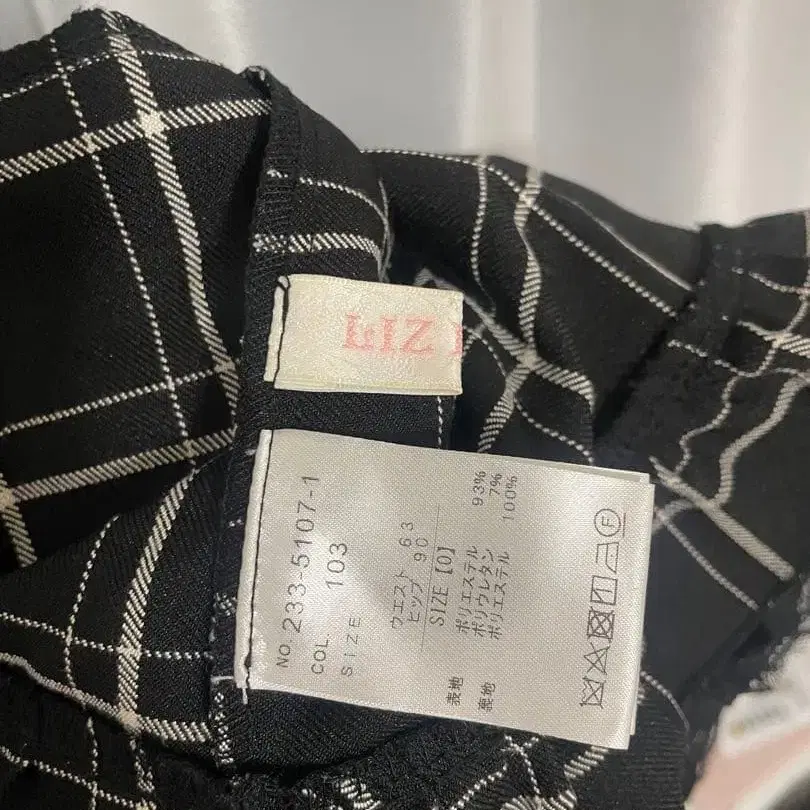 LIZ
No. 233-5107-1
COL. 103
SIZE
ウエスト 63
ヒップ 90
SIZE 【0】
表地 ポリエステル 93%
ポリウレタン 7%
裏地 ポリエステル 100%
F